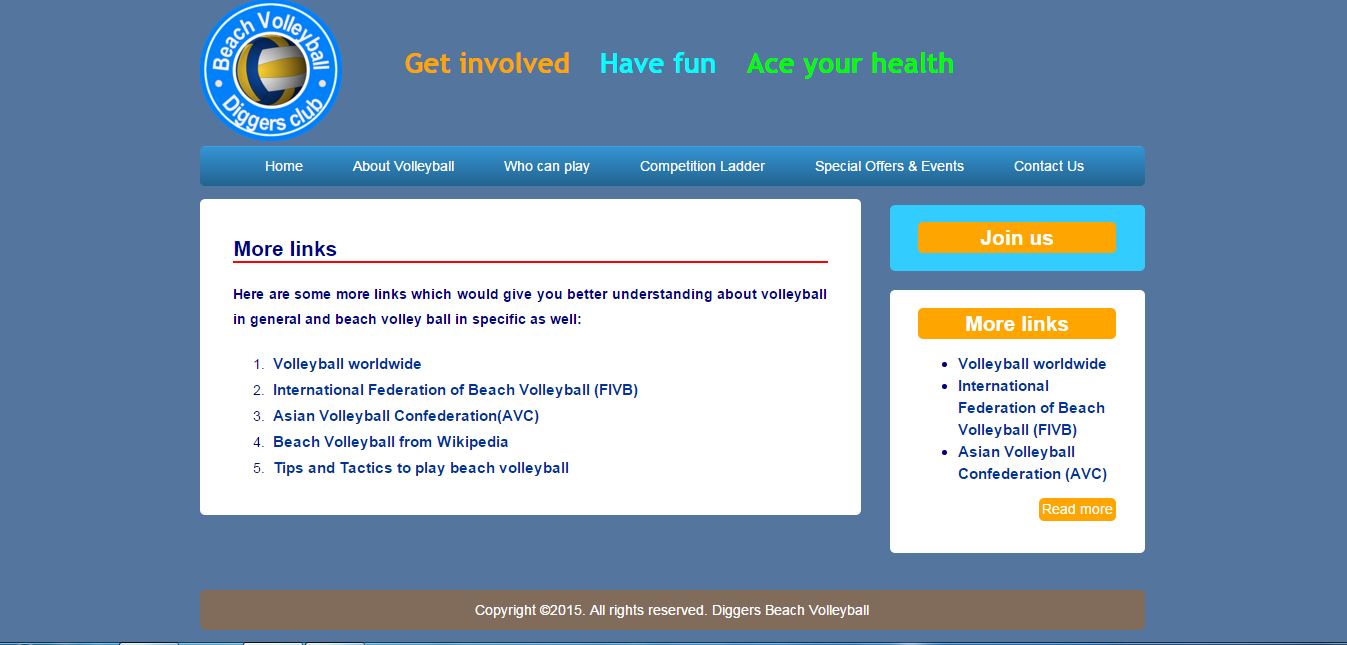 Beach Volleyball
Diggers club
Get involved Have fun Ace your health
Home About Volleyball Who can play Competition Ladder Special Offers & Events Contact Us
More links
Here are some more links which would give you better understanding about volleyball
in general and beach volley ball in specific as well:
1. Volleyball worldwide
2. International Federation of Beach Volleyball (FIVB)
3. Asian Volleyball Confederation(AVC)
4. Beach Volleyball from Wikipedia
5. Tips and Tactics to play beach volleyball
Join us
More links
• Volleyball worldwide
• International
Federation of Beach
Volleyball (FIVB)
• Asian Volleyball
Confederation (AVC)
Read more
Copyright ©2015. All rights reserved. Diggers Beach Volleyball